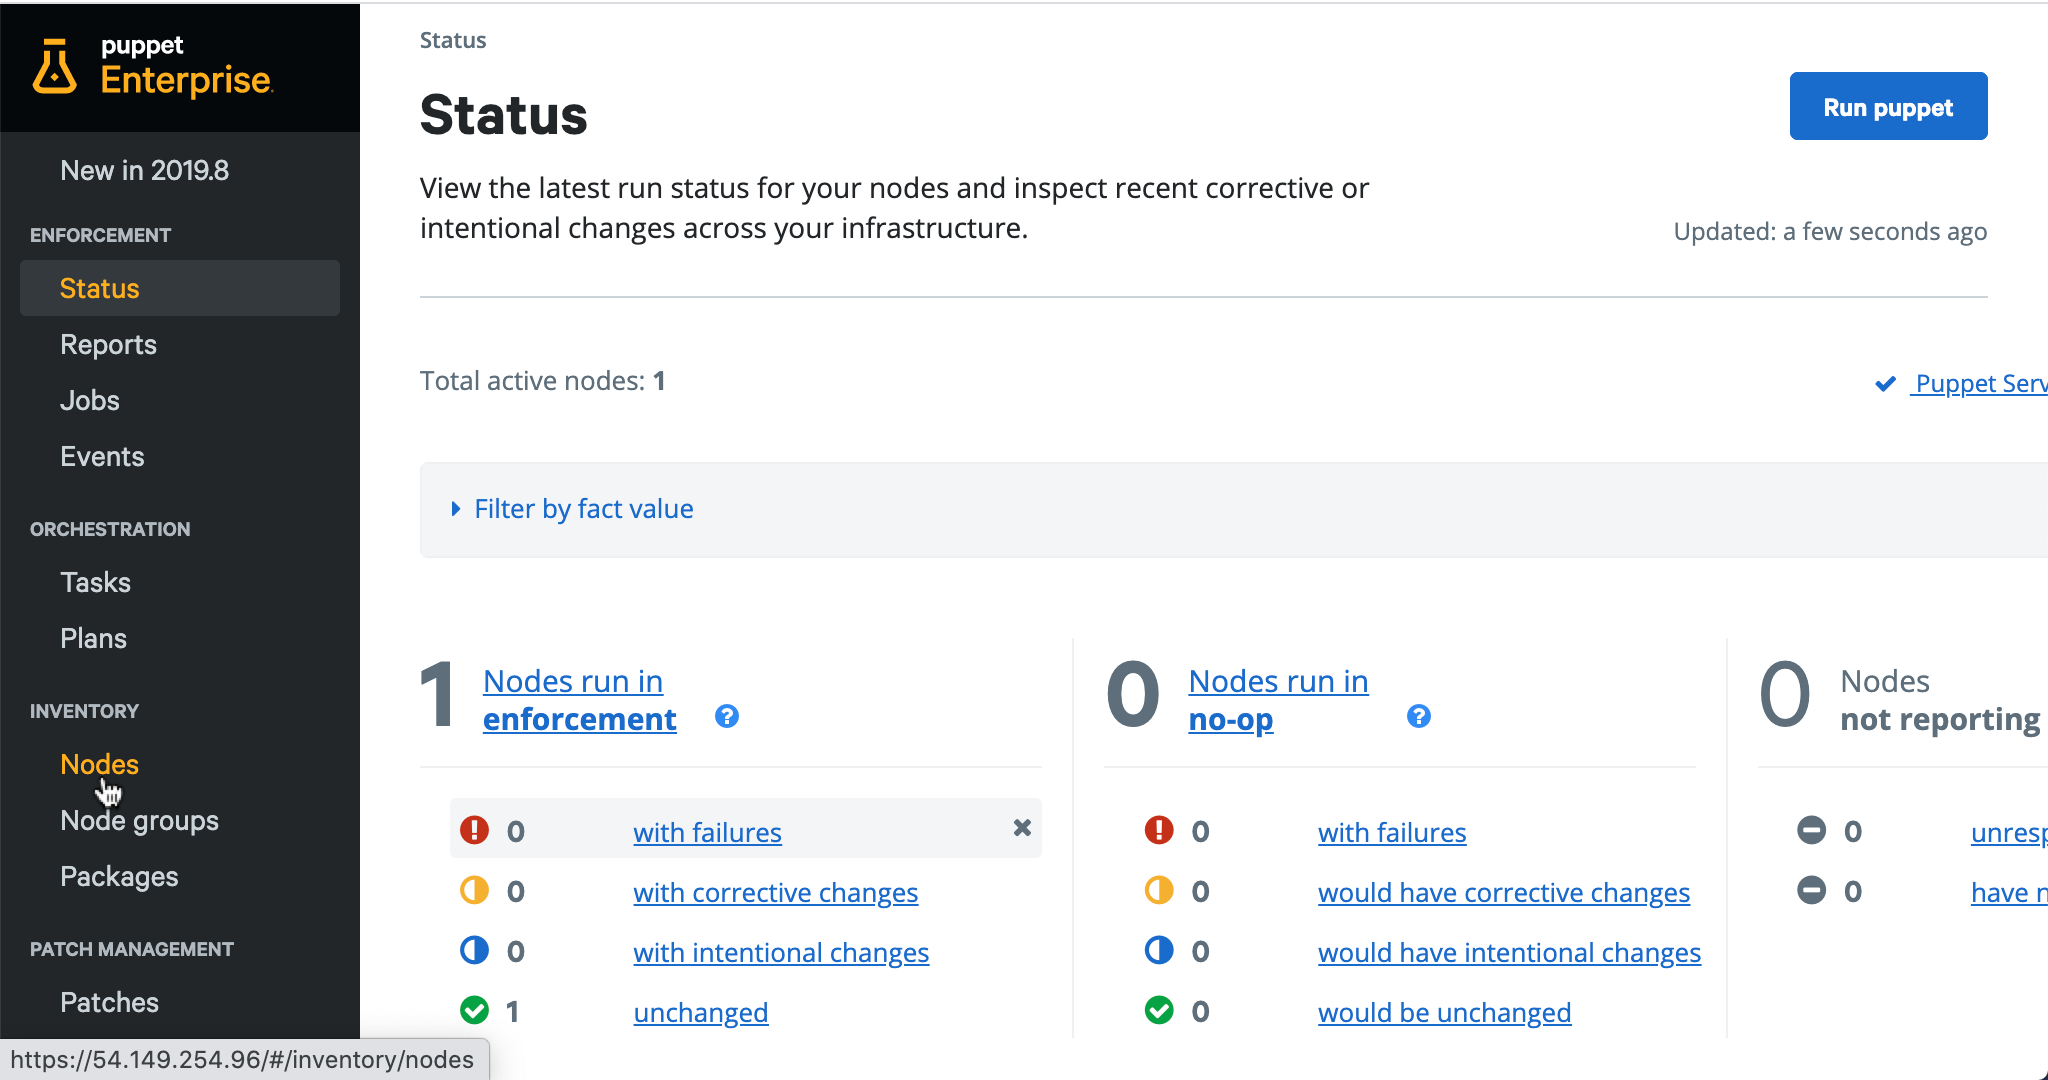 puppet
Enterprise
New in 2019.8
ENFORCEMENT
Status
Reports
Jobs
Events
ORCHESTRATION
Tasks
Plans
INVENTORY
Nodes
Node groups
Packages
PATCH MANAGEMENT
Patches
https://54.149.254.96/#/inventory/nodes
Status
Status
Run puppet
View the latest run status for your nodes and inspect recent corrective or
intentional changes across your infrastructure.
Updated: a few seconds ago
Total active nodes: 1
Puppet Serv
Filter by fact value
1 Nodes run in
enforcement ?
! 0 with failures
0 with corrective changes
0 with intentional changes
1 unchanged
0 Nodes run in
no-op ?
! 0 with failures
0 would have corrective changes
0 would have intentional changes
0 would be unchanged
0 Nodes
not reporting
0 unresp
0 have